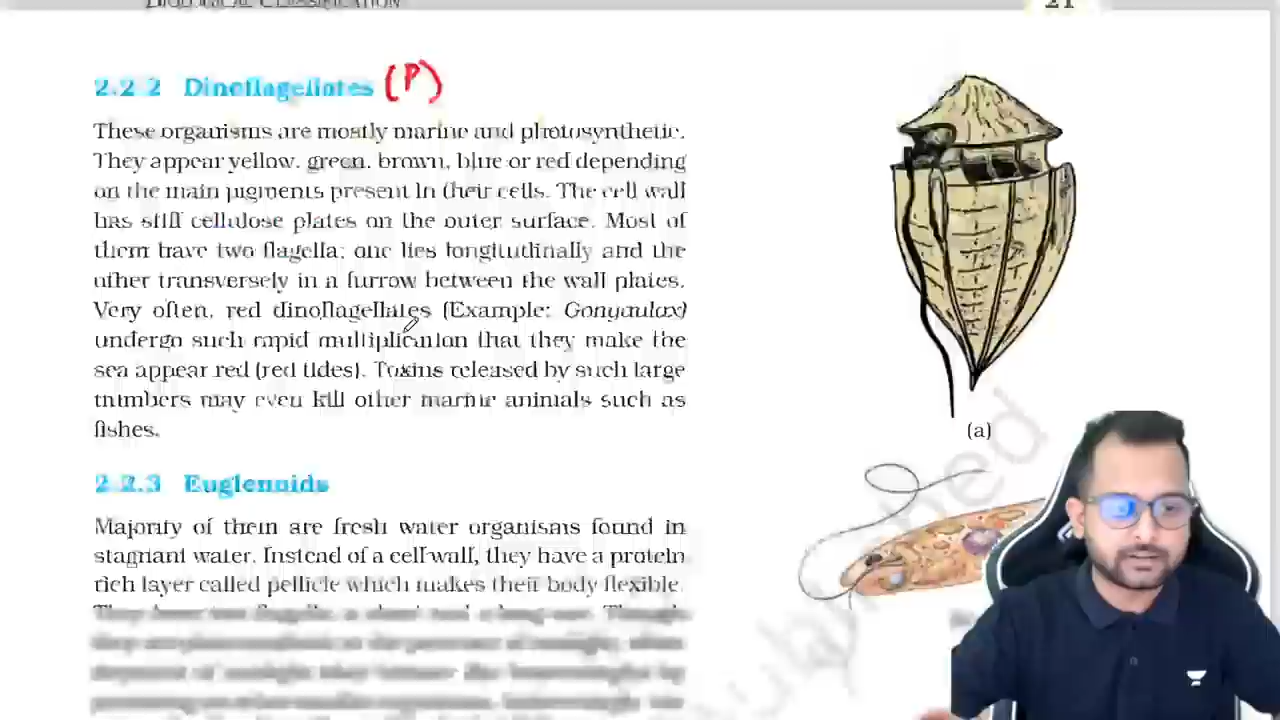 BIOLOGICAL CLASSIFICATION
21
2.2.2 Dinoflagellates (P)
These organisms are mostly marine and photosynthetic.
They appear yellow, green, brown, blue or red depending
on the main pigments present in their cells. The cell wall
has stiff cellulose plates on the outer surface. Most of
them have two flagella; one lies longitudinally and the
other transversely in a furrow between the wall plates.
Very often, red dinoflagellates (Example: Gonyaulax)
undergo such rapid multiplication that they make the
sea appear red (red tides). Toxins released by such large
numbers may even kill other marine animals such as
fishes.
(a)
2.2.3 Euglenoids
Majority of them are fresh water organisms found in
stagnant water. Instead of a cell wall, they have a protein
rich layer called pellicle which makes their body flexible.